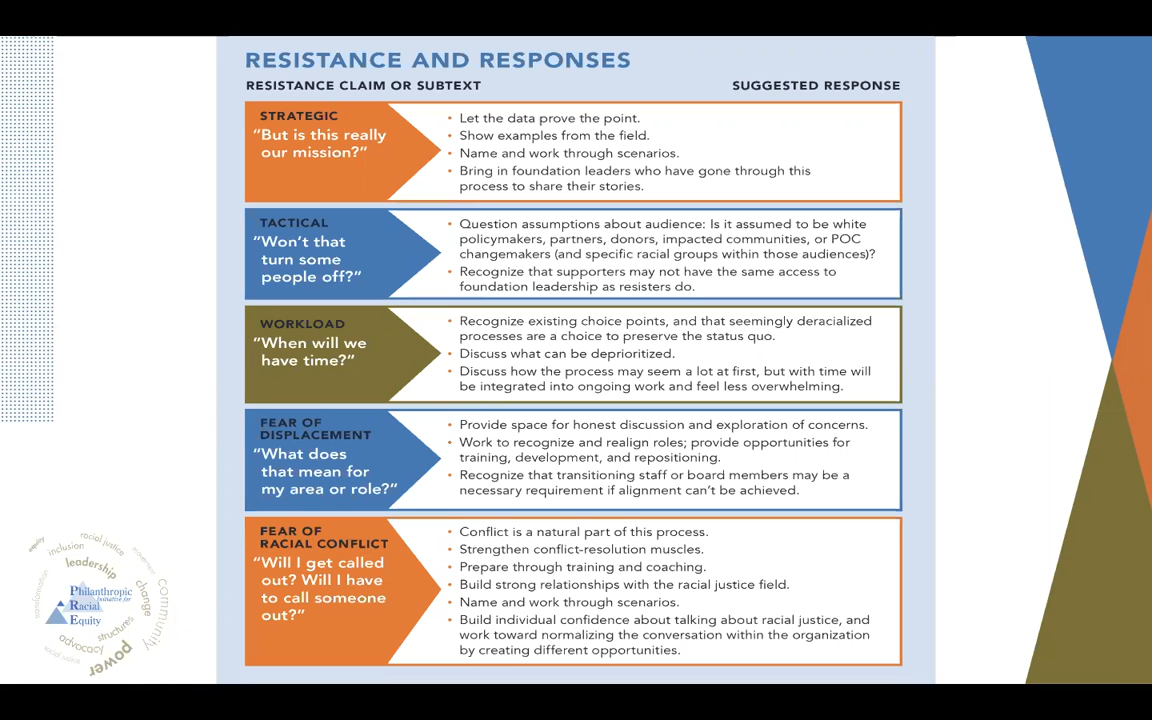 RESISTANCE AND RESPONSES
RESISTANCE CLAIM OR SUBTEXT
SUGGESTED RESPONSE
STRATEGIC
“But is this really
our mission?”
• Let the data prove the point.
• Show examples from the field.
• Name and work through scenarios.
• Bring in foundation leaders who have gone through this
process to share their stories.
TACTICAL
“Won’t that
turn some
people off?”
• Question assumptions about audience: Is it assumed to be white
policymakers, partners, donors, impacted communities, or POC
changemakers (and specific racial groups within those audiences)?
• Recognize that supporters may not have the same access to
foundation leadership as resisters do.
WORKLOAD
“When will we
have time?”
• Recognize existing choice points, and that seemingly deracialized
processes are a choice to preserve the status quo.
• Discuss what can be deprioritized.
• Discuss how the process may seem a lot at first, but with time will
be integrated into ongoing work and feel less overwhelming.
FEAR OF
DISPLACEMENT
“What does
that mean for
my area or role?”
• Provide space for honest discussion and exploration of concerns.
• Work to recognize and realign roles; provide opportunities for
training, development, and repositioning.
• Recognize that transitioning staff or board members may be a
necessary requirement if alignment can’t be achieved.
FEAR OF
RACIAL CONFLICT
“Will I get called
out? Will I have
to call someone
out?”
• Conflict is a natural part of this process.
• Strengthen conflict-resolution muscles.
• Prepare through training and coaching.
• Build strong relationships with the racial justice field.
• Name and work through scenarios.
• Build individual confidence about talking about racial justice, and
work toward normalizing the conversation within the organization
by creating different opportunities.
equity
inclusion
racial justice
movement
leadership
transformation
change
community
Philanthropic
Initiative for
Racial
Equity
structures
advocacy
power